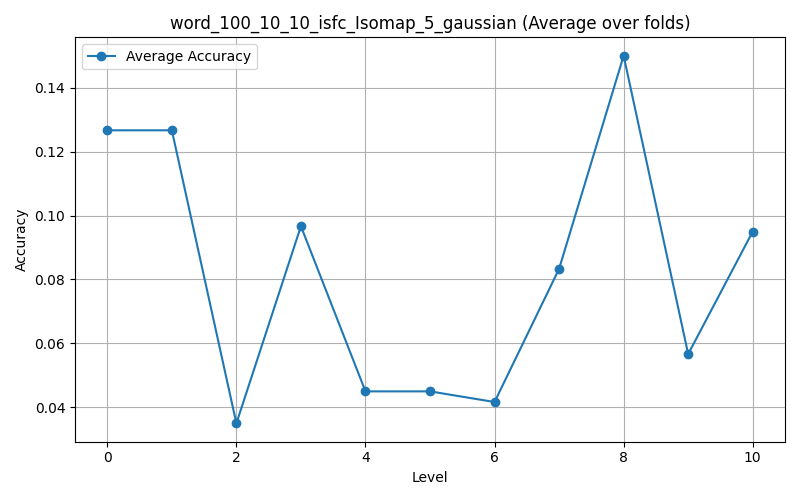 word_100_10_10_isfc_Isomap_5_gaussian (Average over folds)
Average Accuracy
0.14
0.12
0.10
0.08
0.06
0.04
Accuracy
0 2 4 6 8 10
Level